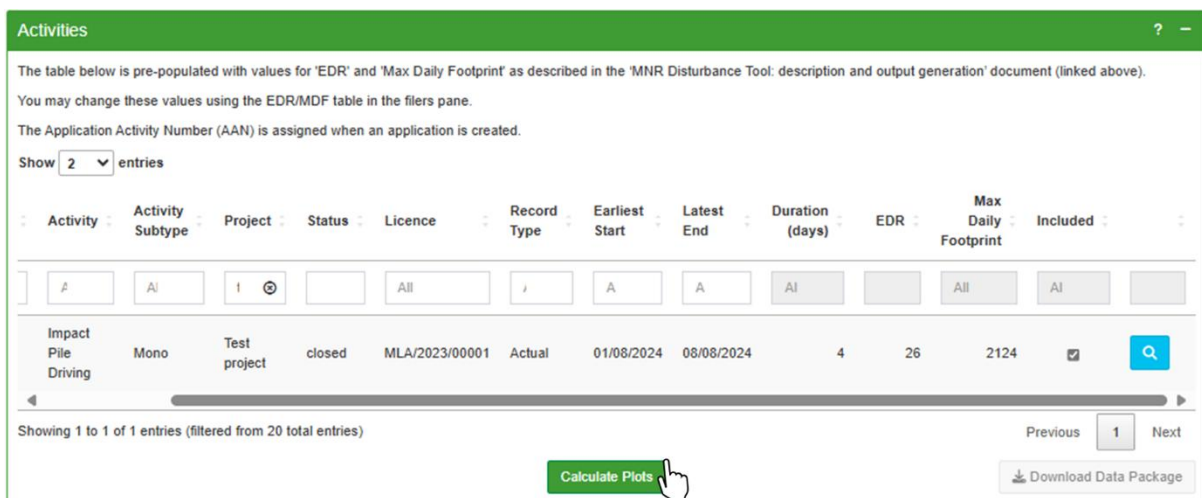 Activities ? −
The table below is pre-populated with values for 'EDR' and 'Max Daily Footprint' as described in the 'MNR Disturbance Tool: description and output generation' document (linked above).
You may change these values using the EDR/MDF table in the filers pane.
The Application Activity Number (AAN) is assigned when an application is created.
Show 2 entries
Activity Activity Subtype Project Status Licence Record Type Earliest Start Latest End Duration (days) EDR Max Daily Footprint Included
All A A Al All Al
Impact Pile Driving Mono Test project closed MLA/2023/00001 Actual 01/08/2024 08/08/2024 4 26 2124
Showing 1 to 1 of 1 entries (filtered from 20 total entries) Previous 1 Next
Calculate Plots Download Data Package